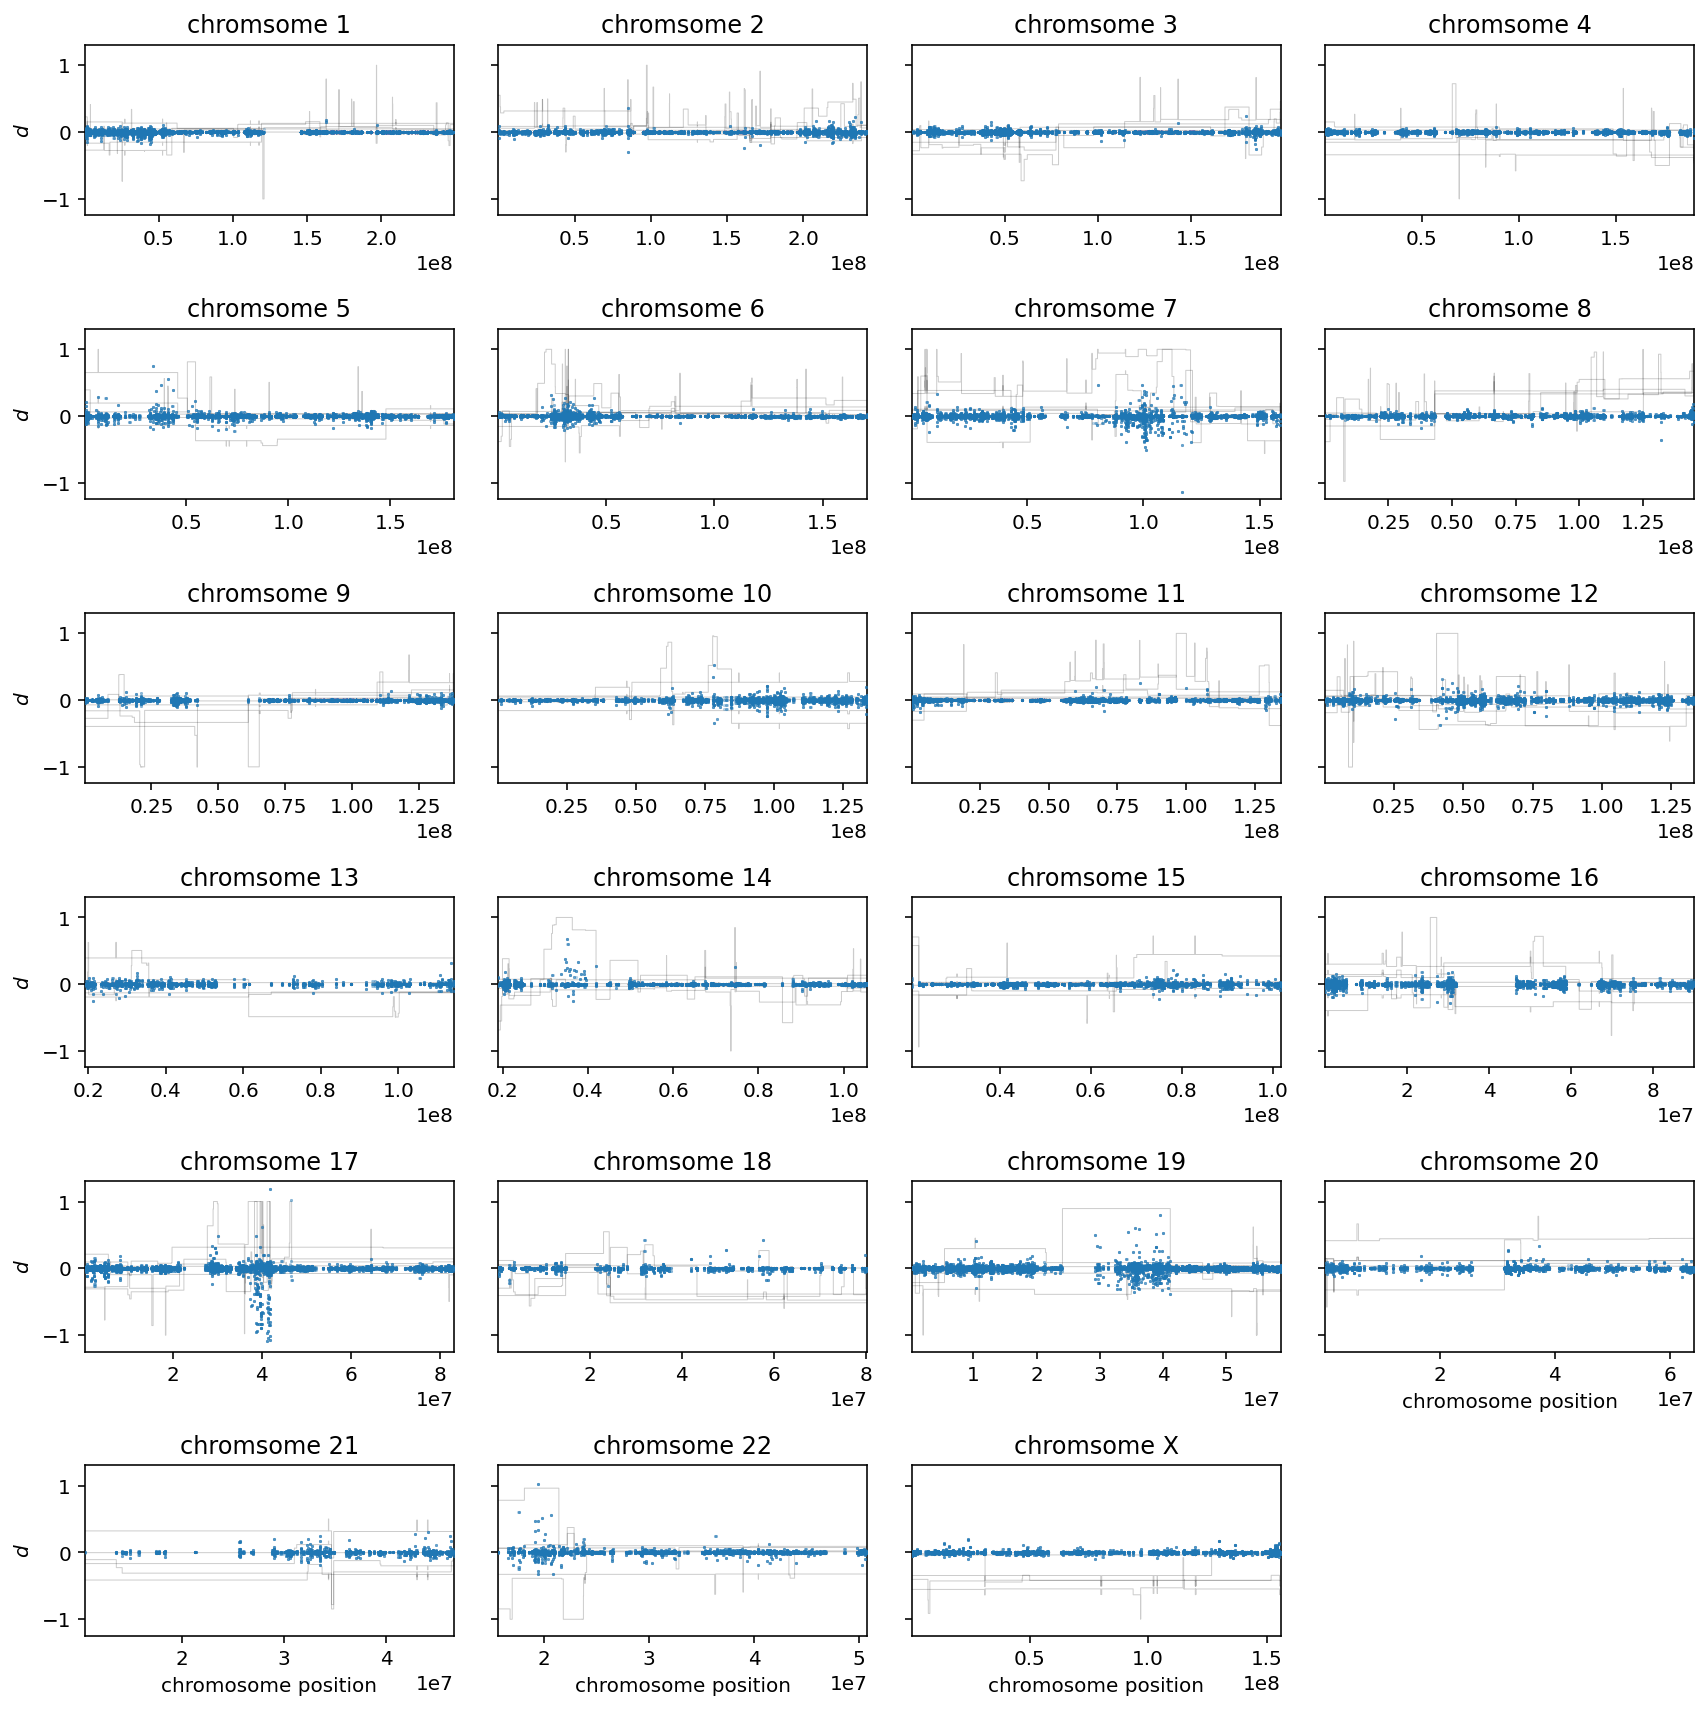 chromsome 1 chromsome 2 chromsome 3 chromsome 4
1
0
−1
d
0.5 1.0 1.5 2.0
1e8
0.5 1.0 1.5 2.0
1e8
0.5 1.0 1.5
1e8
0.5 1.0 1.5
1e8
chromsome 5 chromsome 6 chromsome 7 chromsome 8
1
0
−1
d
0.5 1.0 1.5
1e8
0.5 1.0 1.5
1e8
0.5 1.0 1.5
1e8
0.25 0.50 0.75 1.00 1.25
1e8
chromsome 9 chromsome 10 chromsome 11 chromsome 12
1
0
−1
d
0.25 0.50 0.75 1.00 1.25
1e8
0.25 0.50 0.75 1.00 1.25
1e8
0.25 0.50 0.75 1.00 1.25
1e8
0.25 0.50 0.75 1.00 1.25
1e8
chromsome 13 chromsome 14 chromsome 15 chromsome 16
1
0
−1
d
0.2 0.4 0.6 0.8 1.0
1e8
0.2 0.4 0.6 0.8 1.0
1e8
0.4 0.6 0.8 1.0
1e8
2 4 6 8
1e7
chromsome 17 chromsome 18 chromsome 19 chromsome 20
1
0
−1
d
2 4 6 8
1e7
2 4 6 8
1e7
1 2 3 4 5
1e7
2 4 6
chromosome position 1e7
chromsome 21 chromsome 22 chromsome X
1
0
−1
d
2 3 4
chromosome position 1e7
2 3 4 5
chromosome position 1e7
0.5 1.0 1.5
chromosome position 1e8